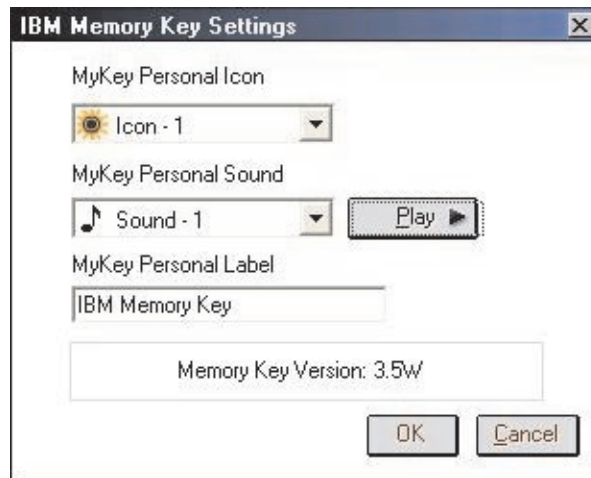 IBM Memory Key Settings
MyKey Personal Icon
Icon - 1
MyKey Personal Sound
Sound - 1
Play
MyKey Personal Label
IBM Memory Key
Memory Key Version: 3.5W
OK Cancel